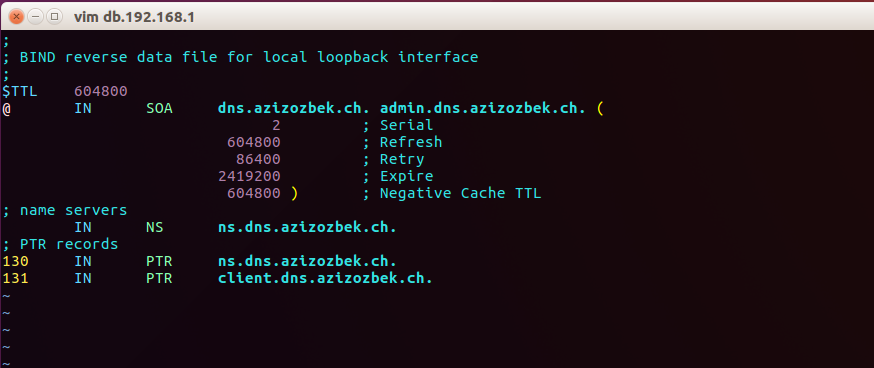 vim db.192.168.1
;
; BIND reverse data file for local loopback interface
;
$TTL    604800
@       IN      SOA     dns.azizozbek.ch. admin.dns.azizozbek.ch. (
                              2         ; Serial
                         604800         ; Refresh
                          86400         ; Retry
                        2419200         ; Expire
                         604800 )       ; Negative Cache TTL
; name servers
        IN      NS      ns.dns.azizozbek.ch.
; PTR records
130     IN      PTR     ns.dns.azizozbek.ch.
131     IN      PTR     client.dns.azizozbek.ch.
~
~
~
~
~